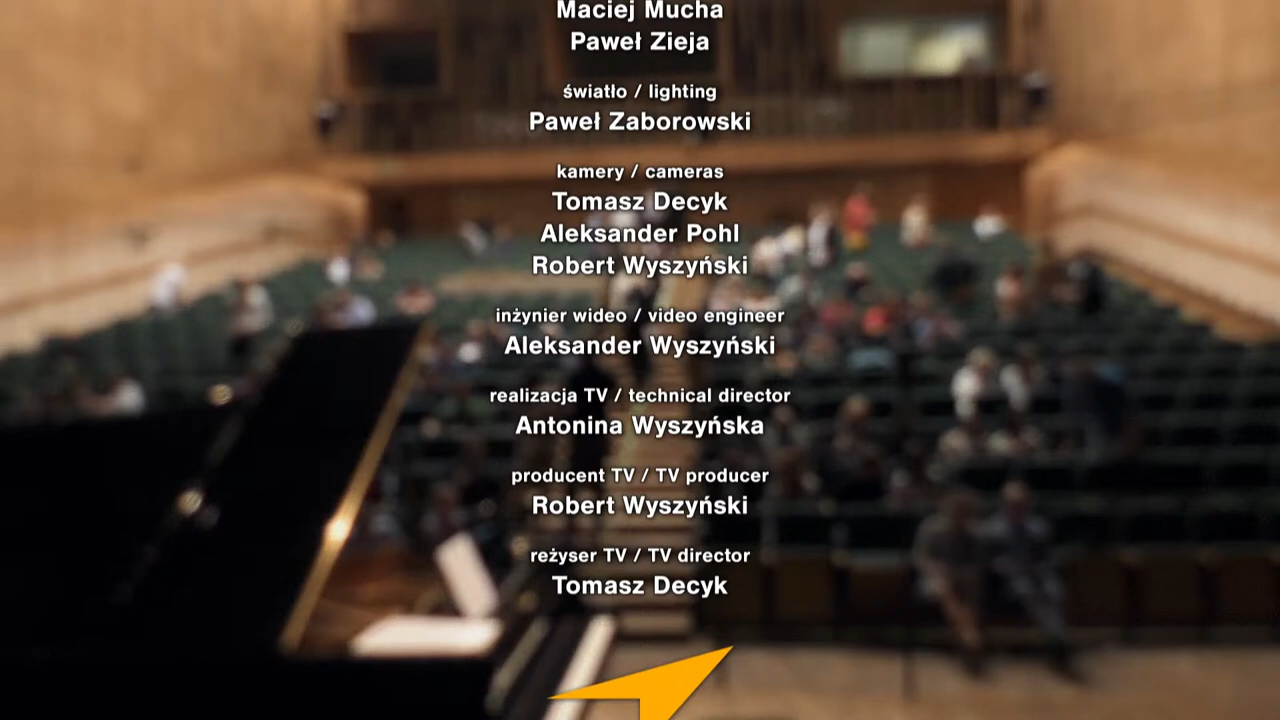 Maciej Mucha
Paweł Zieja
światło / lighting
Paweł Zaborowski
kamery / cameras
Tomasz Decyk
Aleksander Pohl
Robert Wyszyński
inżynier wideo / video engineer
Aleksander Wyszyński
realizacja TV / technical director
Antonina Wyszyńska
producent TV / TV producer
Robert Wyszyński
reżyser TV / TV director
Tomasz Decyk